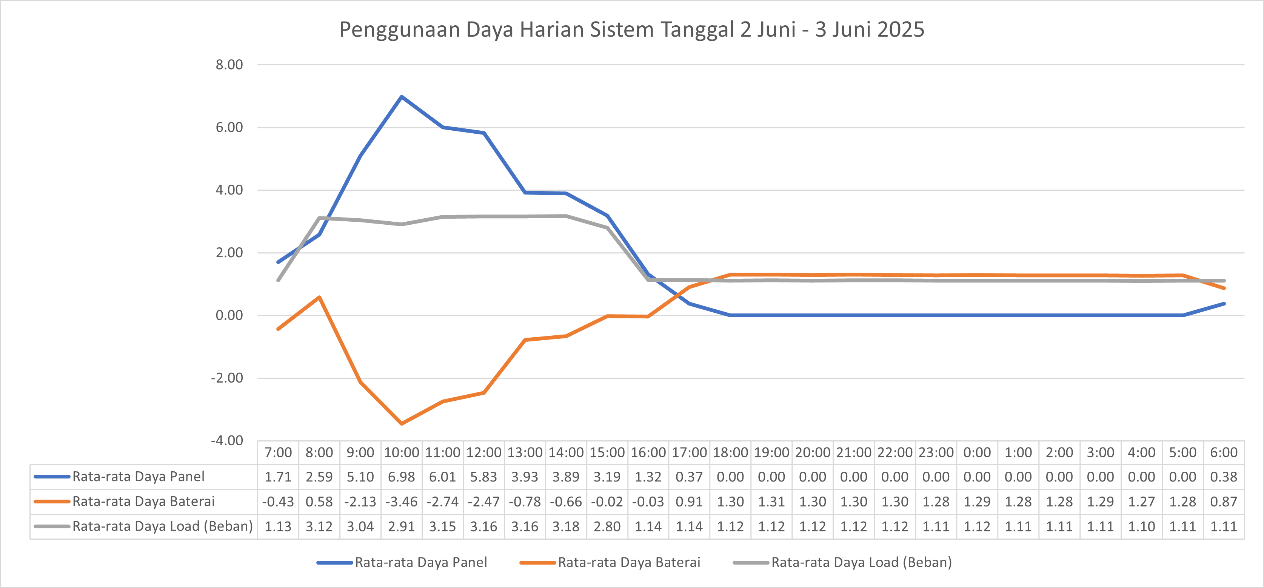 Penggunaan Daya Harian Sistem Tanggal 2 Juni - 3 Juni 2025
8.00
6.00
4.00
2.00
0.00
-2.00
-4.00
7:00 8:00 9:00 10:00 11:00 12:00 13:00 14:00 15:00 16:00 17:00 18:00 19:00 20:00 21:00 22:00 23:00 0:00 1:00 2:00 3:00 4:00 5:00 6:00
Rata-rata Daya Panel 1.71 2.59 5.10 6.98 6.01 5.83 3.93 3.89 3.19 1.32 0.37 0.00 0.00 0.00 0.00 0.00 0.00 0.00 0.00 0.00 0.00 0.00 0.00 0.38
Rata-rata Daya Baterai -0.43 0.58 -2.13 -3.46 -2.74 -2.47 -0.78 -0.66 -0.02 -0.03 0.91 1.30 1.31 1.30 1.30 1.30 1.28 1.29 1.28 1.28 1.29 1.27 1.28 0.87
Rata-rata Daya Load (Beban) 1.13 3.12 3.04 2.91 3.15 3.16 3.16 3.18 2.80 1.14 1.14 1.12 1.12 1.12 1.12 1.12 1.11 1.12 1.11 1.11 1.11 1.10 1.11 1.11
Rata-rata Daya Panel Rata-rata Daya Baterai Rata-rata Daya Load (Beban)